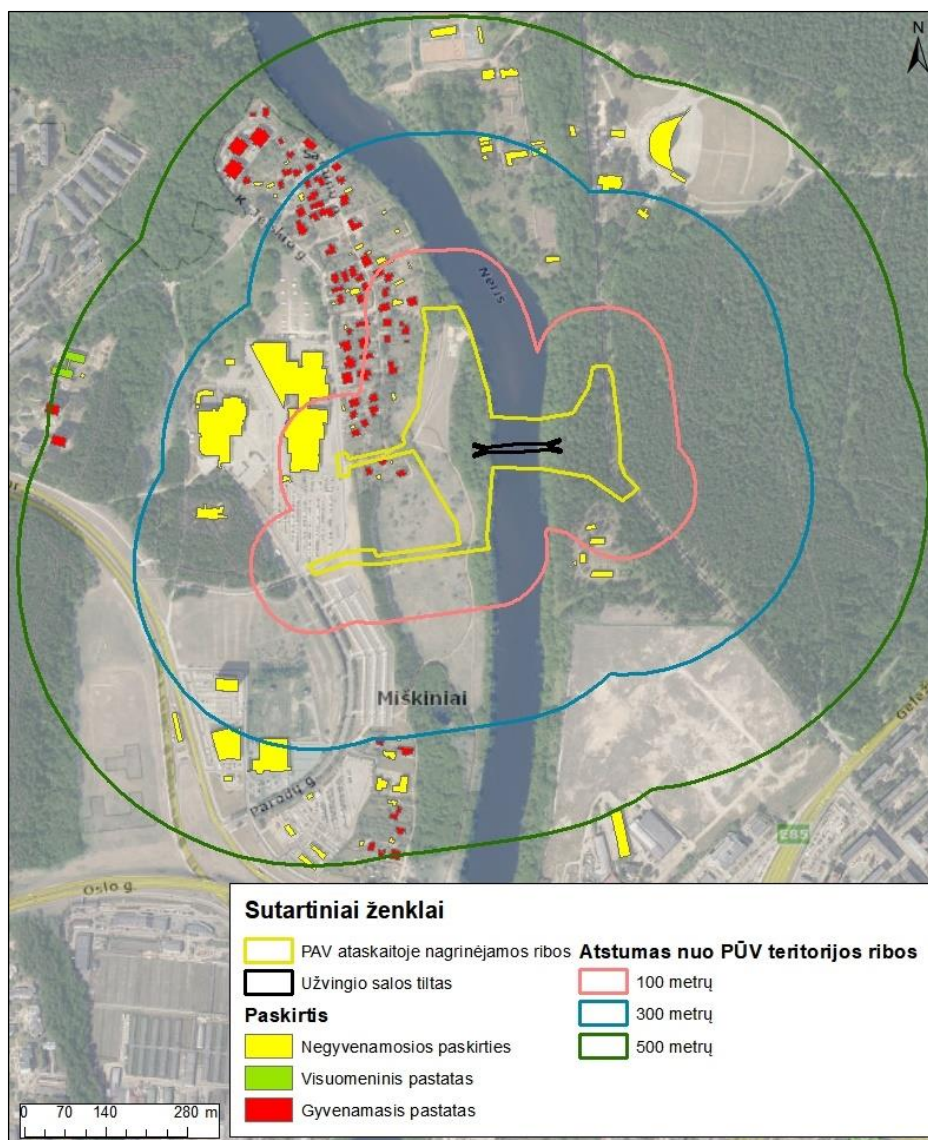 N
Neris
K. Jelskio g.
Miškiniai
Parodų g.
E85
Oslo g.
Sutartiniai ženklai
PAV ataskaitoje nagrinėjamos ribos
Užvingio salos tiltas
Paskirtis
Negyvenamosios paskirties
Visuomeninis pastatas
Gyvenamasis pastatas
Atstumas nuo PŪV teritorijos ribos
100 metrų
300 metrų
500 metrų
0 70 140 280 m